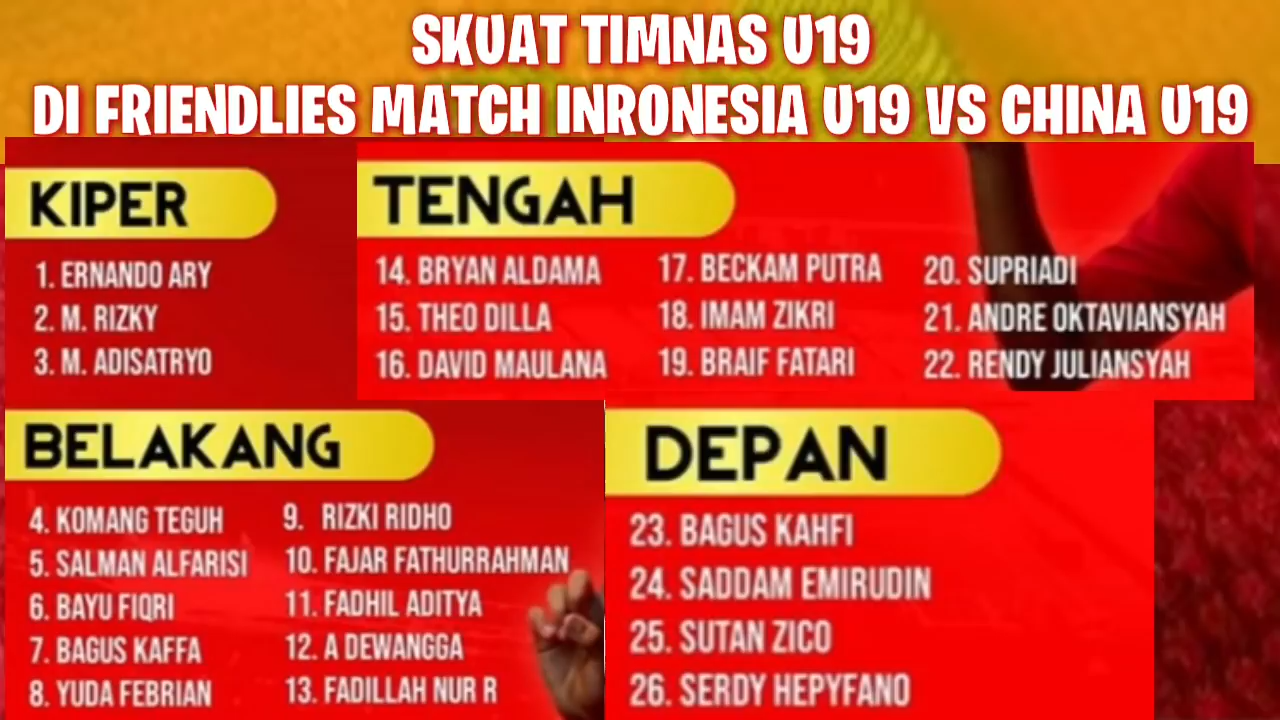 SKUAT TIMNAS U19
DI FRIENDLIES MATCH INRONESIA U19 VS CHINA U19
KIPER
1. ERNANDO ARY
2. M. RIZKY
3. M. ADISATRYO
TENGAH
14. BRYAN ALDAMA
15. THEO DILLA
16. DAVID MAULANA
17. BECKAM PUTRA
18. IMAM ZIKRI
19. BRAIF FATARI
20. SUPRIADI
21. ANDRE OKTAVIANSYAH
22. RENDY JULIANSYAH
BELAKANG
4. KOMANG TEGUH
5. SALMAN ALFARISI
6. BAYU FIQRI
7. BAGUS KAFFA
8. YUDA FEBRIAN
9. RIZKI RIDHO
10. FAJAR FATHURRAHMAN
11. FADHIL ADITYA
12. A DEWANGGA
13. FADILLAH NUR R
DEPAN
23. BAGUS KAHFI
24. SADDAM EMIRUDIN
25. SUTAN ZICO
26. SERDY HEPYFANO